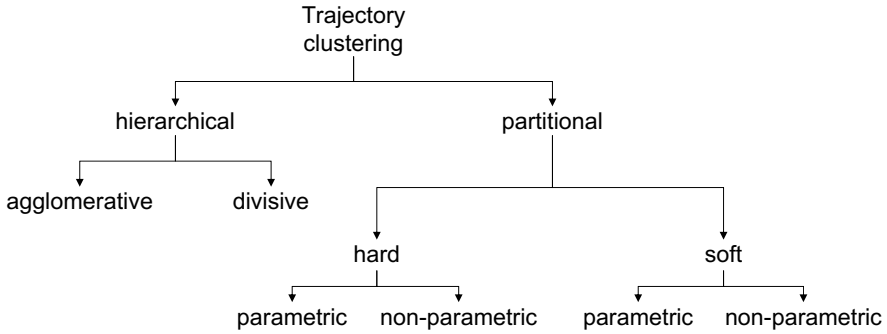 Trajectory
clustering
hierarchical
partitional
agglomerative
divisive
hard
soft
parametric
non-parametric
parametric
non-parametric